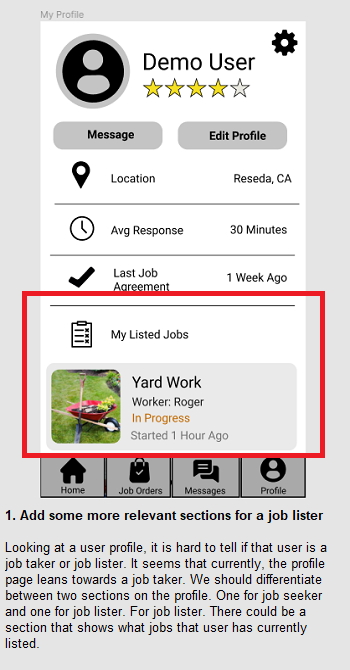 My Profile
Demo User
Message
Edit Profile
Location
Reseda, CA
Avg Response
30 Minutes
Last Job
Agreement
1 Week Ago
My Listed Jobs
Yard Work
Worker: Roger
In Progress
Started 1 Hour Ago
Home
Job Orders
Messages
Profile
1. Add some more relevant sections for a job lister
Looking at a user profile, it is hard to tell if that user is a
job taker or job lister. It seems that currently, the profile
page leans towards a job taker. We should differentiate
between two sections on the profile. One for job seeker
and one for job lister. For job lister. There could be a
section that shows what jobs that user has currently
listed.